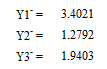 Y1⁻ = 3.4021
Y2⁻ = 1.2792
Y3⁻ = 1.9403